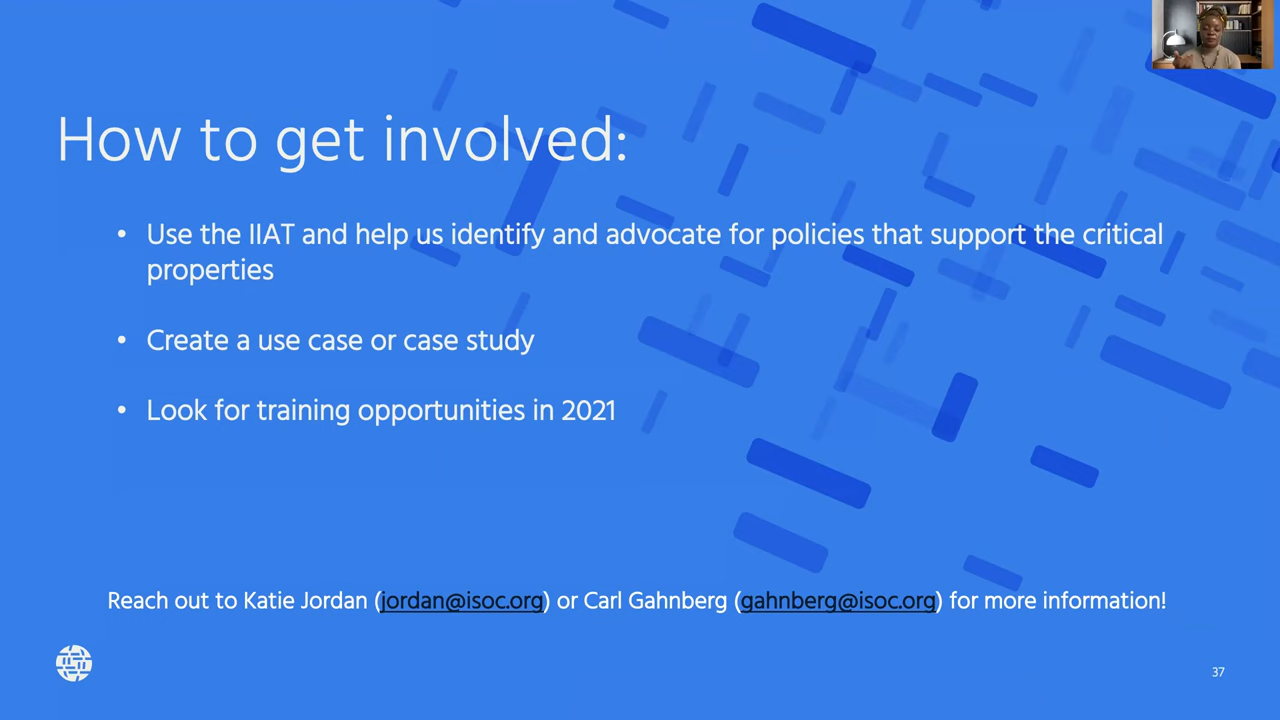 How to get involved:
• Use the IIAT and help us identify and advocate for policies that support the critical
properties
• Create a use case or case study
• Look for training opportunities in 2021
Reach out to Katie Jordan (jordan@isoc.org) or Carl Gahnberg (gahnberg@isoc.org) for more information!
37